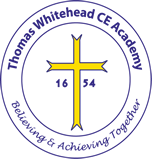 Thomas Whitehead CE Academy
16 54
Believing & Achieving Together